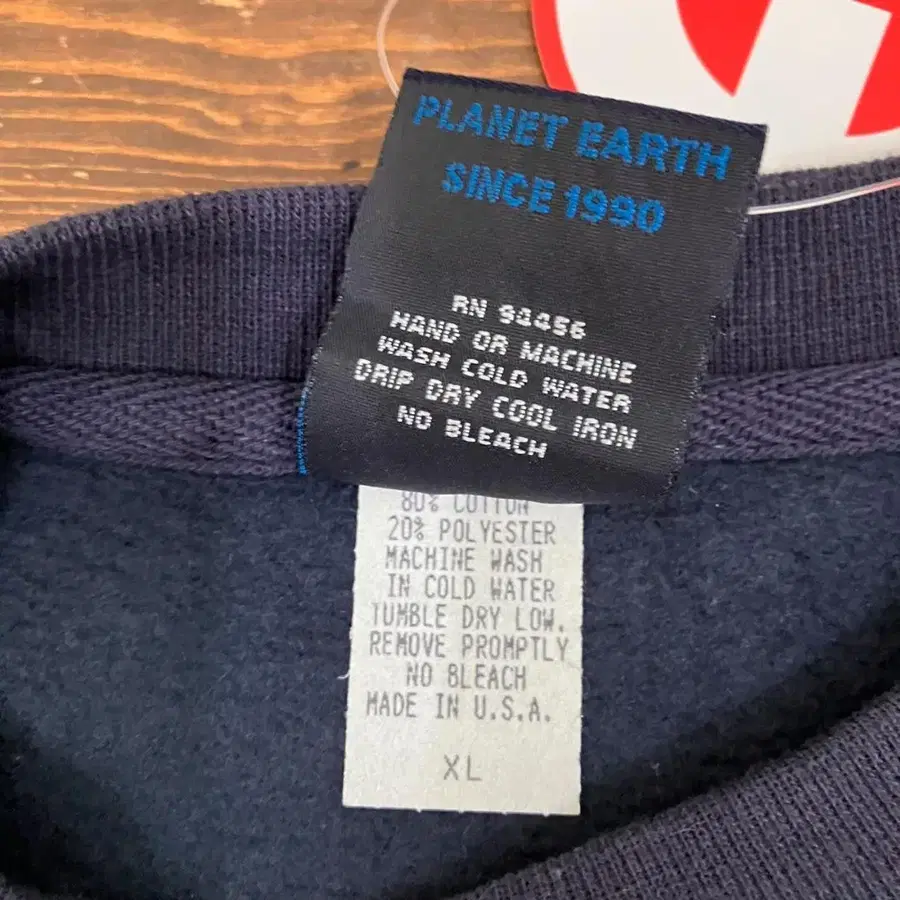 PLANET EARTH
SINCE 1990
RN 94456
HAND OR MACHINE
WASH COLD WATER
DRIP DRY COOL IRON
NO BLEACH
80% COTTON
20% POLYESTER
MACHINE WASH
IN COLD WATER
TUMBLE DRY LOW.
REMOVE PROMPTLY
NO BLEACH
MADE IN U.S.A.
XL